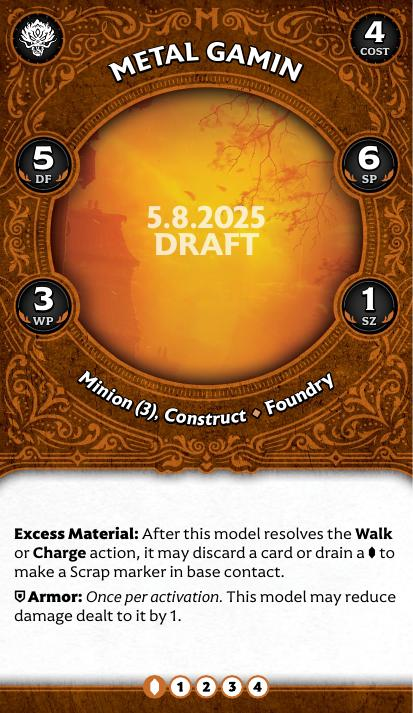 M
4
COST
METAL GAMIN
5
DF
6
SP
5.8.2025
DRAFT
3
WP
1
SZ
Minion (3), Construct ⬥ Foundry
Excess Material: After this model resolves the Walk
or Charge action, it may discard a card or drain a ⬮ to
make a Scrap marker in base contact.
⛊ Armor: Once per activation. This model may reduce
damage dealt to it by 1.
1 2 3 4